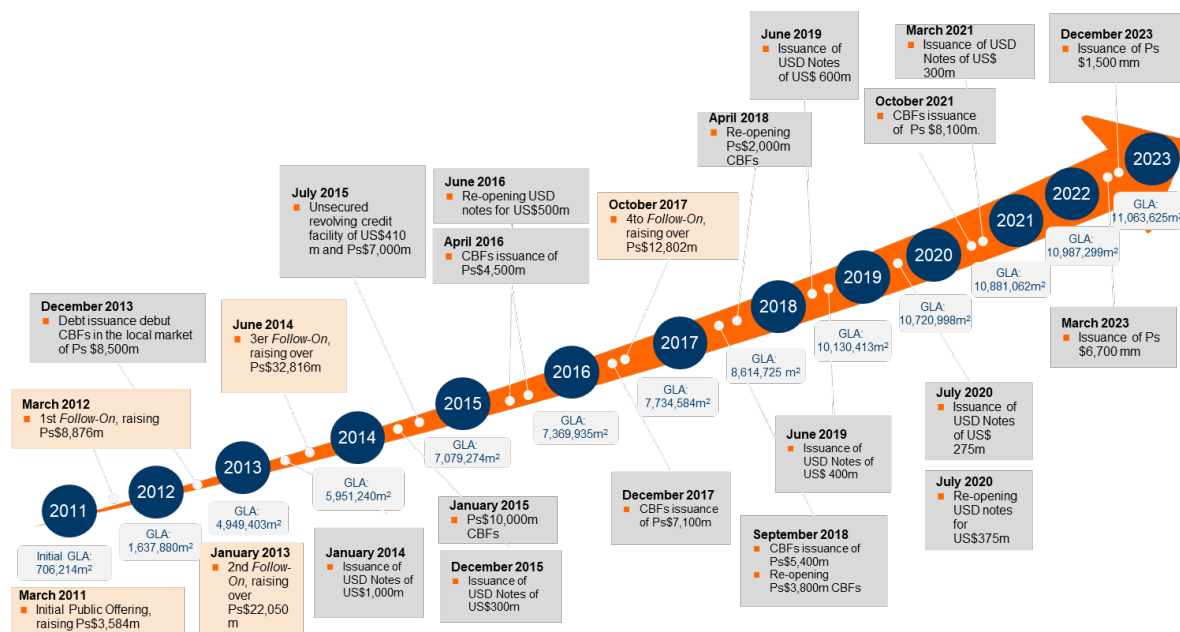 June 2019
■ Issuance of
USD Notes
of US$ 600m
March 2021
■ Issuance of USD
Notes of US$
300m
December 2023
■ Issuance of Ps
$1,500 mm
October 2021
■ CBFs issuance
of Ps $8,100m.
April 2018
■ Re-opening
Ps$2,000m
CBFs
July 2015
■ Unsecured
revolving credit
facility of US$410
m and Ps$7,000m
June 2016
■ Re-opening USD
notes for US$500m
April 2016
■ CBFs issuance of
Ps$4,500m
October 2017
■ 4to Follow-On,
raising over
Ps$12,802m
December 2013
■ Debt issuance debut
CBFs in the local market
of Ps $8,500m
June 2014
■ 3er Follow-On,
raising over
Ps$32,816m
March 2012
■ 1st Follow-On, raising
Ps$8,876m
2011
2012
2013
2014
2015
2016
2017
2018
2019
2020
2021
2022
2023
Initial GLA:
706,214m²
GLA:
1,637,880m²
GLA:
4,949,403m²
GLA:
5,951,240m²
GLA:
7,079,274m²
GLA:
7,369,935m²
GLA:
7,734,584m²
GLA:
8,614,725 m²
GLA:
10,130,413m²
GLA:
10,720,998m²
GLA:
10,881,062m²
GLA:
10,987,299m²
GLA:
11,063,625m²
March 2011
■ Initial Public Offering,
raising Ps$3,584m
January 2013
■ 2nd Follow-
On, raising
over
Ps$22,050
m
January 2014
■ Issuance of
USD Notes of
US$1,000m
January 2015
■ Ps$10,000m
CBFs
December 2015
■ Issuance of
USD Notes of
US$300m
December 2017
■ CBFs issuance
of Ps$7,100m
June 2019
■ Issuance of
USD Notes of
US$ 400m
September 2018
■ CBFs issuance of
Ps$5,400m
■ Re-opening
Ps$3,800m CBFs
July 2020
■ Issuance of
USD Notes
of US$
275m
July 2020
■ Re-opening
USD notes
for
US$375m
March 2023
■ Issuance of Ps
$6,700 mm